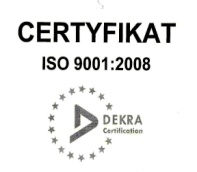 CERTYFIKAT
ISO 9001:2008
DEKRA
Certification